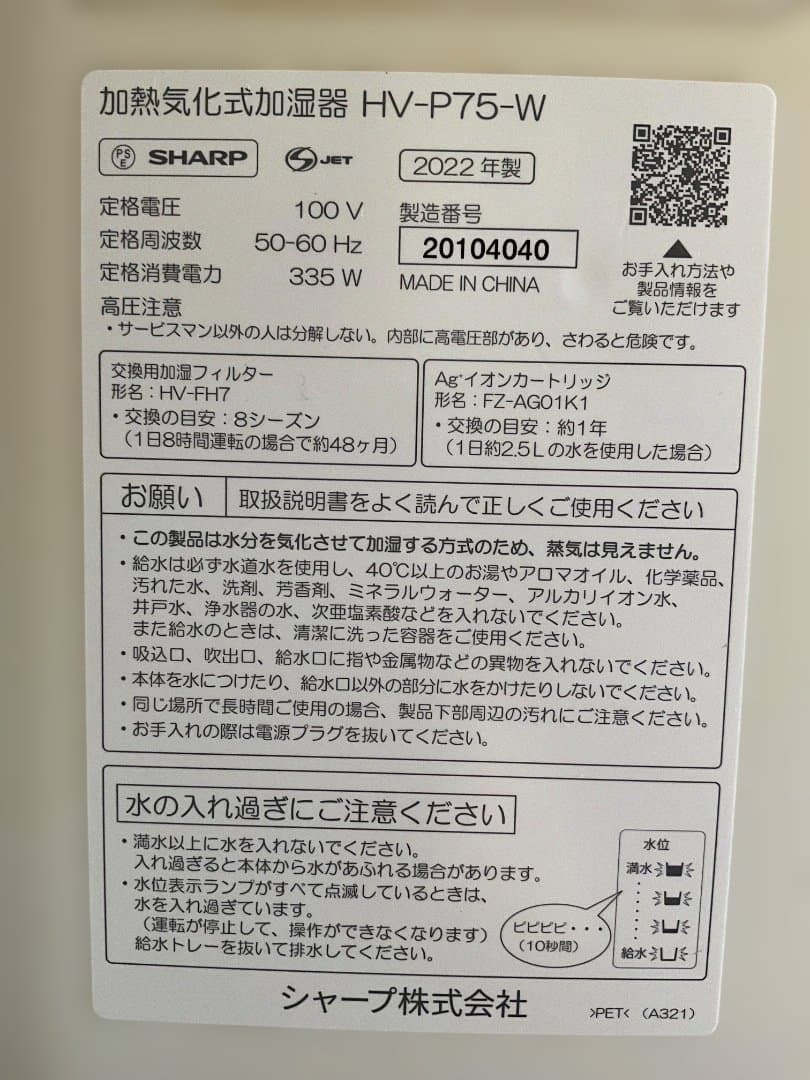 加熱気化式加湿器 HV-P75-W
PS E SHARP S JET 2022年製
定格電圧 100 V 製造番号
定格周波数 50-60 Hz 20104040
定格消費電力 335 W MADE IN CHINA
お手入れ方法や
製品情報を
ご覧いただけます
高圧注意
・サービスマン以外の人は分解しない。内部に高電圧部があり、さわると危険です。
交換用加湿フィルター
形名：HV-FH7
・交換の目安：8シーズン
（1日8時間運転の場合で約48ヶ月）
Ag⁺イオンカートリッジ
形名：FZ-AG01K1
・交換の目安：約1年
（1日約2.5Lの水を使用した場合）
お願い 取扱説明書をよく読んで正しくご使用ください
・この製品は水分を気化させて加湿する方式のため、蒸気は見えません。
・給水は必ず水道水を使用し、40℃以上のお湯やアロマオイル、化学薬品、
汚れた水、洗剤、芳香剤、ミネラルウォーター、アルカリイオン水、
井戸水、浄水器の水、次亜塩素酸などを入れないでください。
また給水のときは、清潔に洗った容器をご使用ください。
・吸込口、吹出口、給水口に指や金属物などの異物を入れないでください。
・本体を水につけたり、給水口以外の部分に水をかけたりしないでください。
・同じ場所で長時間ご使用の場合、製品下部周辺の汚れにご注意ください。
・お手入れの際は電源プラグを抜いてください。
水の入れ過ぎにご注意ください
・満水以上に水を入れないでください。
入れ過ぎると本体から水があふれる場合があります。
・水位表示ランプがすべて点滅しているときは、
水を入れ過ぎています。
（運転が停止して、操作ができなくなります）
給水トレーを抜いて排水してください。
ピピピピ・・・
（10秒間）
水位
満水
給水
シャープ株式会社
>PET< （A321）